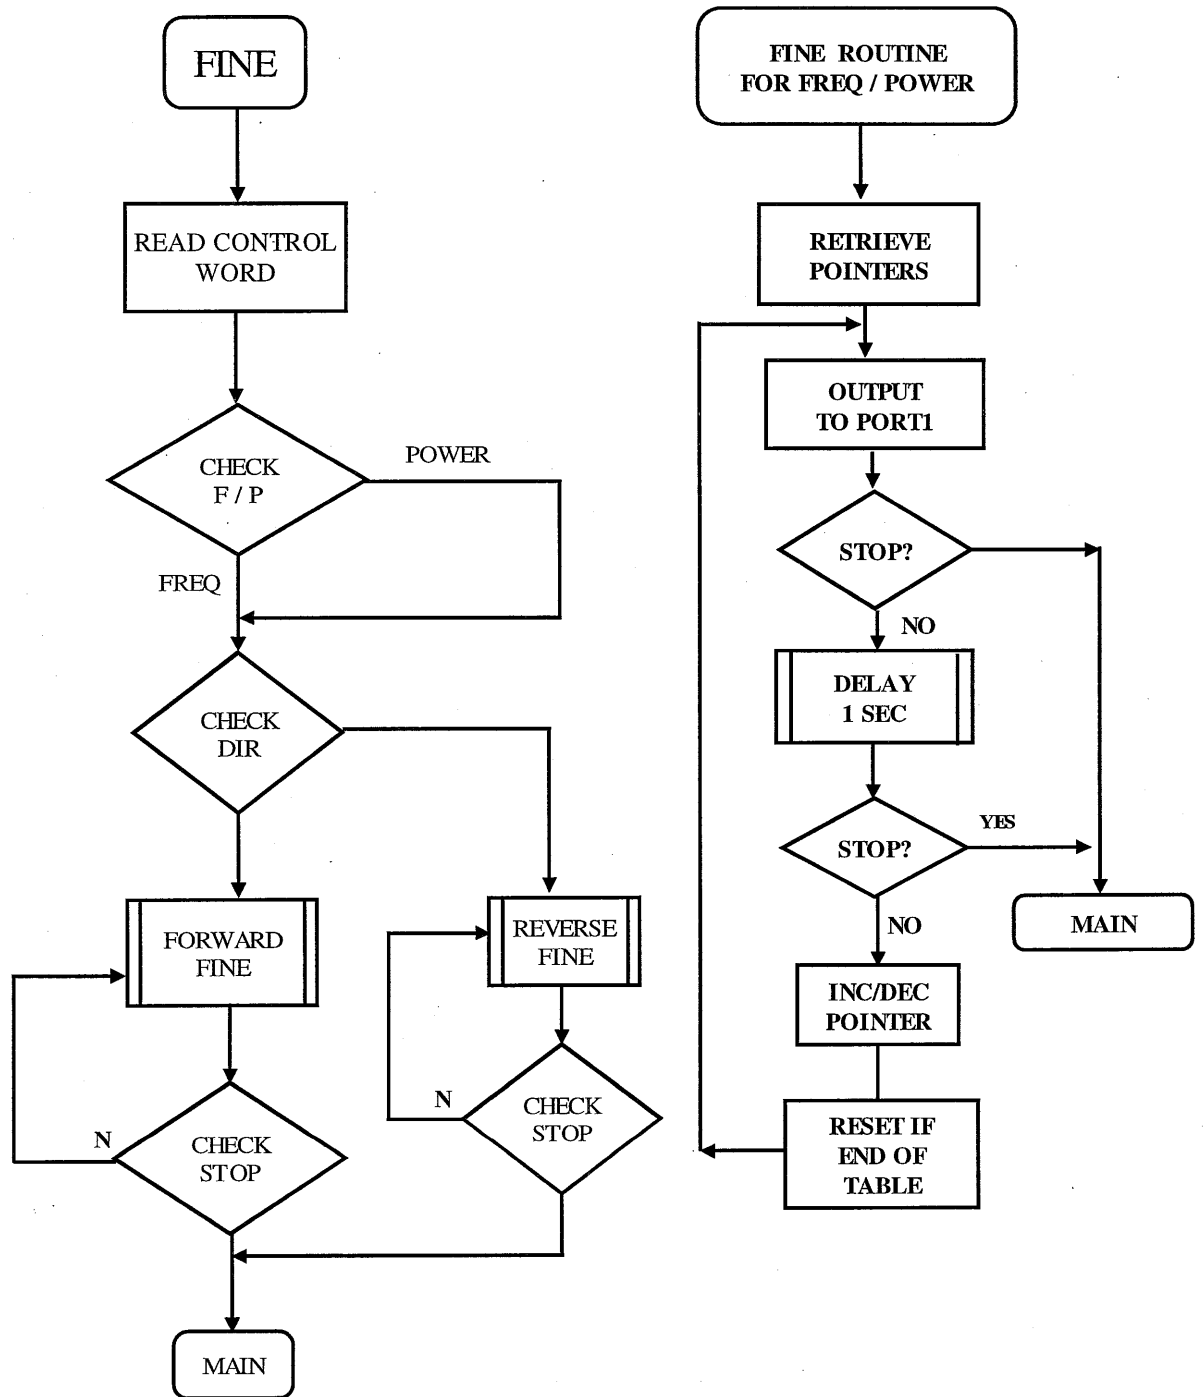 FINE
READ CONTROL
WORD
CHECK
F / P
POWER
FREQ
CHECK
DIR
FORWARD
FINE
REVERSE
FINE
N
CHECK
STOP
N
CHECK
STOP
MAIN
FINE ROUTINE
FOR FREQ / POWER
RETRIEVE
POINTERS
OUTPUT
TO PORT1
STOP?
NO
DELAY
1 SEC
STOP?
YES
NO
MAIN
INC/DEC
POINTER
RESET IF
END OF
TABLE